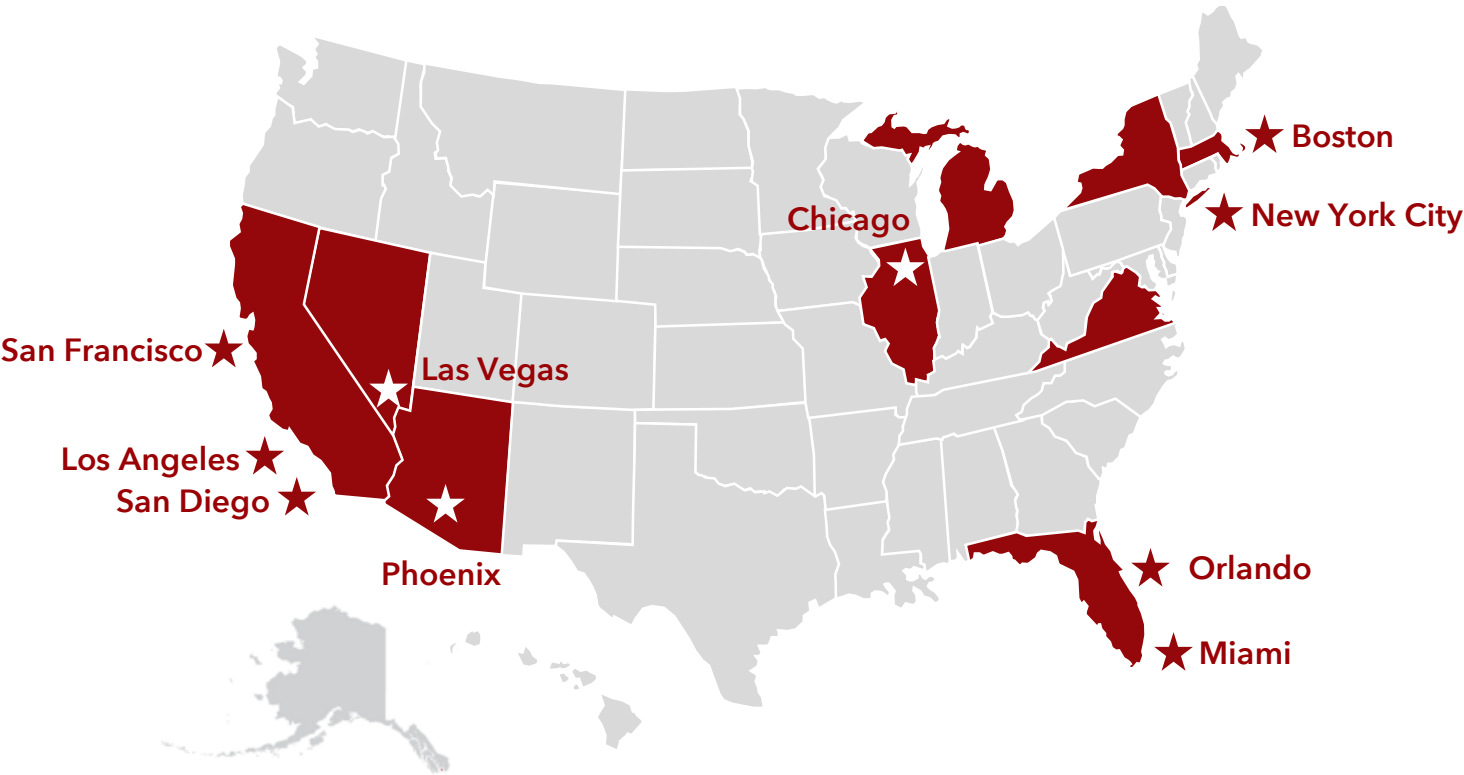 Boston
New York City
Chicago
San Francisco
Las Vegas
Los Angeles
San Diego
Phoenix
Orlando
Miami